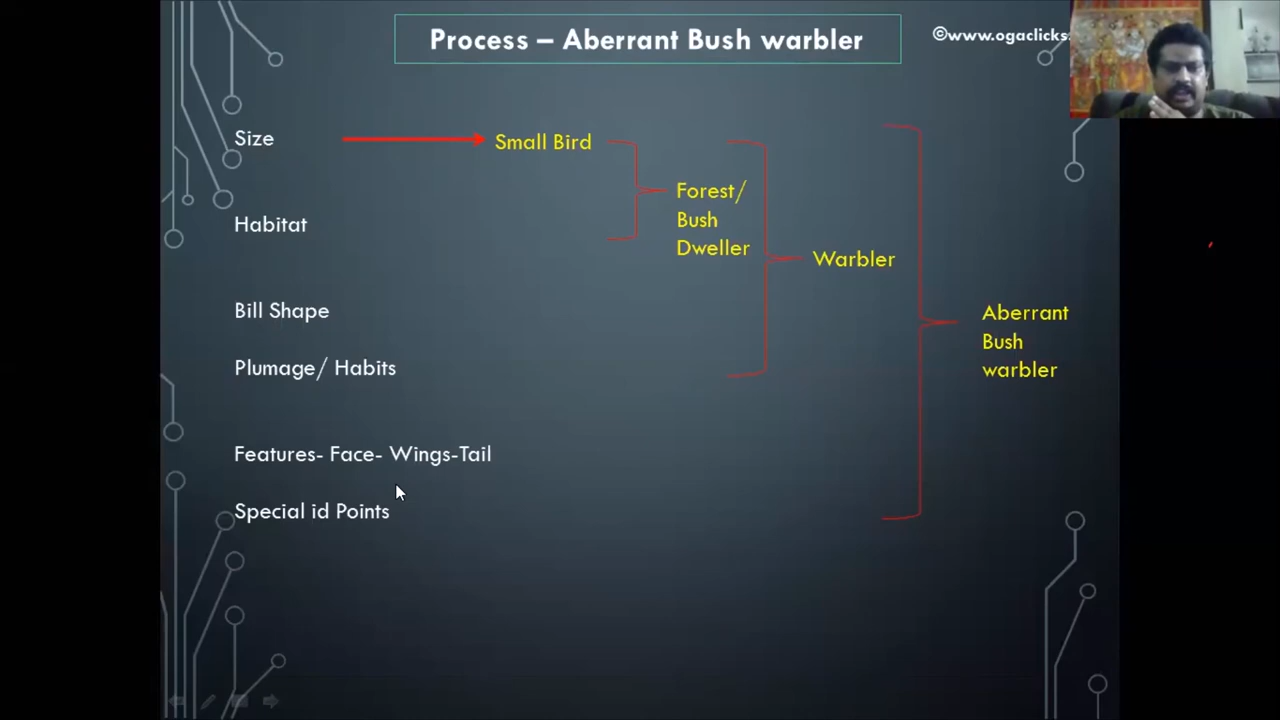 Process – Aberrant Bush warbler
©www.ogaclicks.
Size
Small Bird
Forest/
Bush
Dweller
Habitat
Warbler
Bill Shape
Aberrant
Bush
warbler
Plumage/ Habits
Features- Face- Wings-Tail
Special id Points